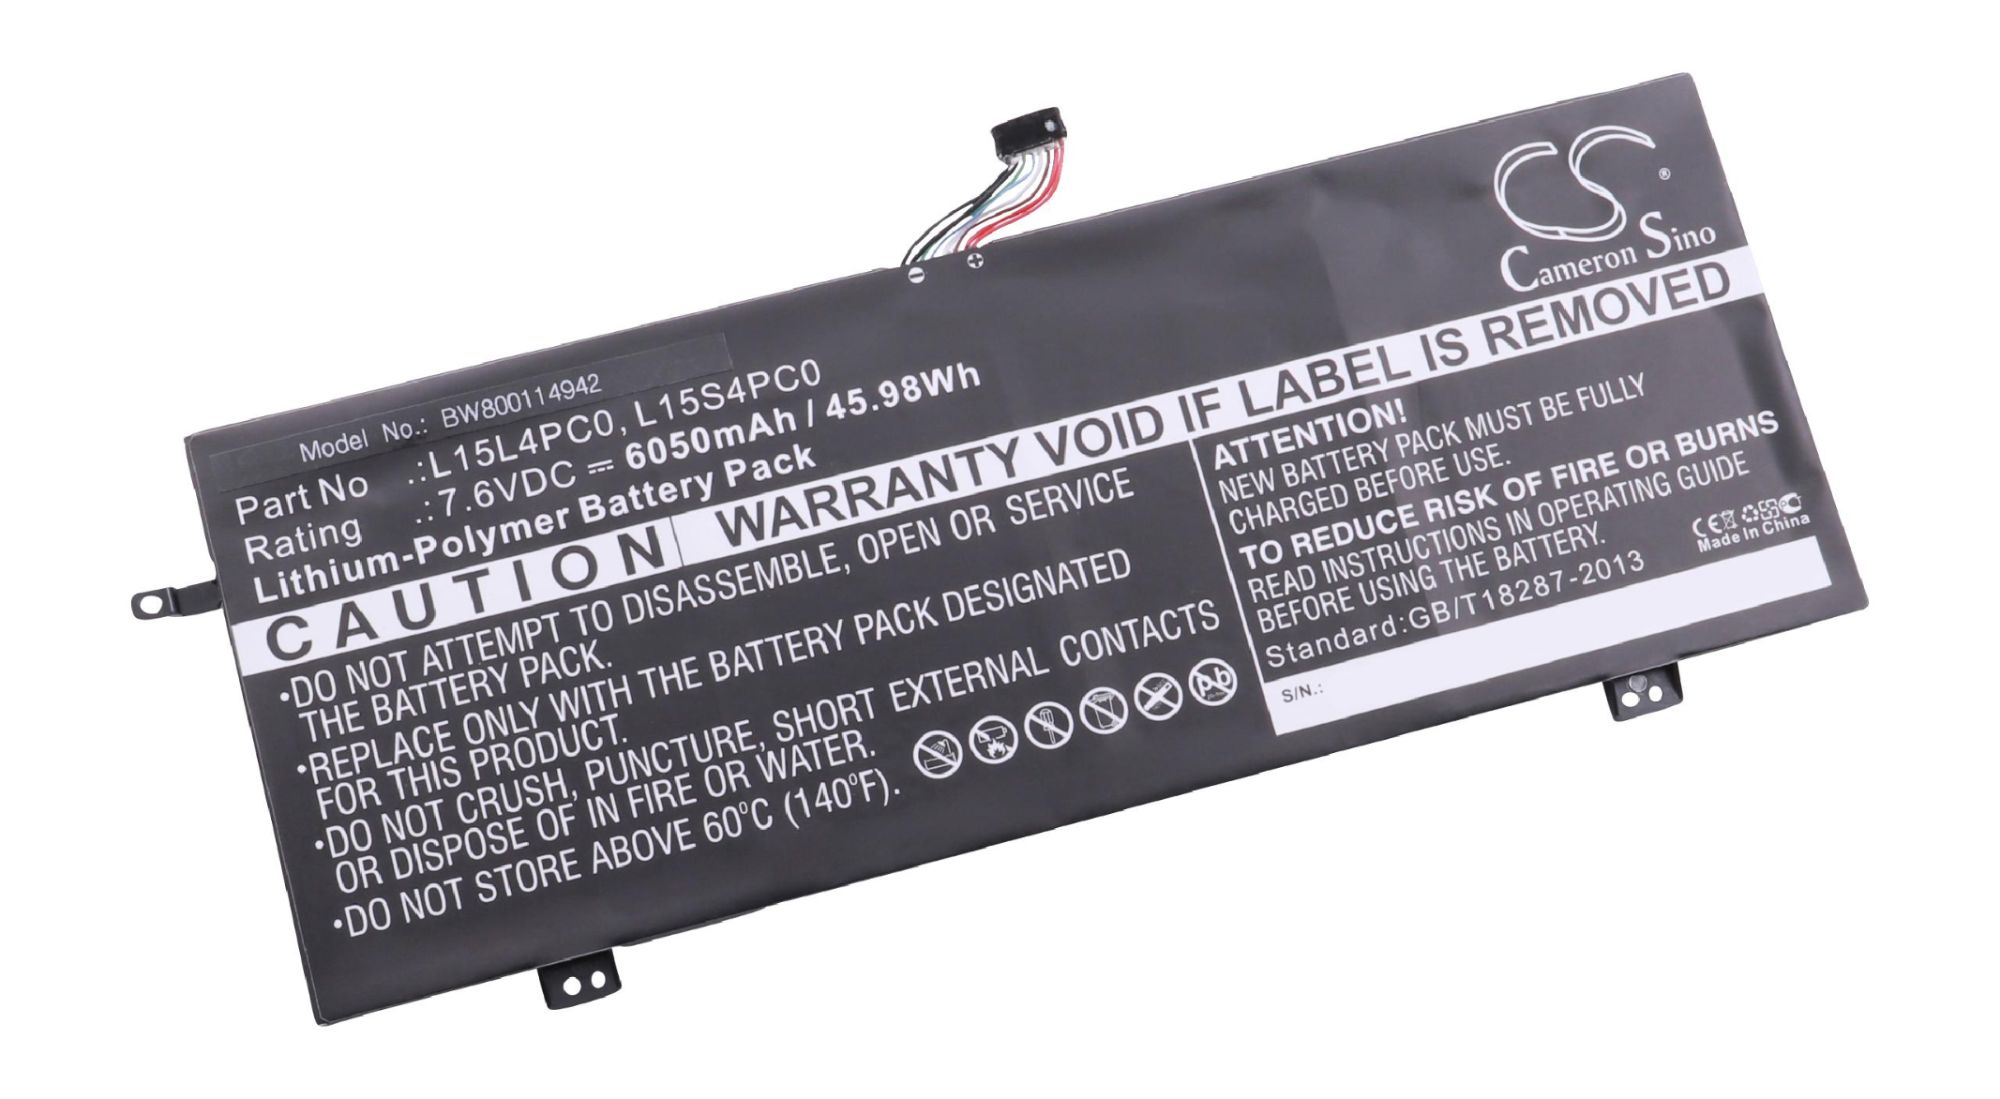 CS ®
Cameron Sino
Model No.: BW800114942
Part No .:L15L4PC0, L15S4PC0
Rating .:7.6VDC ⎓ 6050mAh / 45.98Wh
Lithium-Polymer Battery Pack
CAUTION WARRANTY VOID IF LABEL IS REMOVED
•DO NOT ATTEMPT TO DISASSEMBLE, OPEN OR SERVICE
THE BATTERY PACK.
•REPLACE ONLY WITH THE BATTERY PACK DESIGNATED
FOR THIS PRODUCT.
•DO NOT CRUSH, PUNCTURE, SHORT EXTERNAL CONTACTS
OR DISPOSE OF IN FIRE OR WATER.
•DO NOT STORE ABOVE 60°C (140°F).
Pb
ATTENTION!
NEW BATTERY PACK MUST BE FULLY
CHARGED BEFORE USE.
TO REDUCE RISK OF FIRE OR BURNS
READ INSTRUCTIONS IN OPERATING GUIDE
BEFORE USING THE BATTERY.
Standard:GB/T18287-2013
CE
Made In China
S/N.: